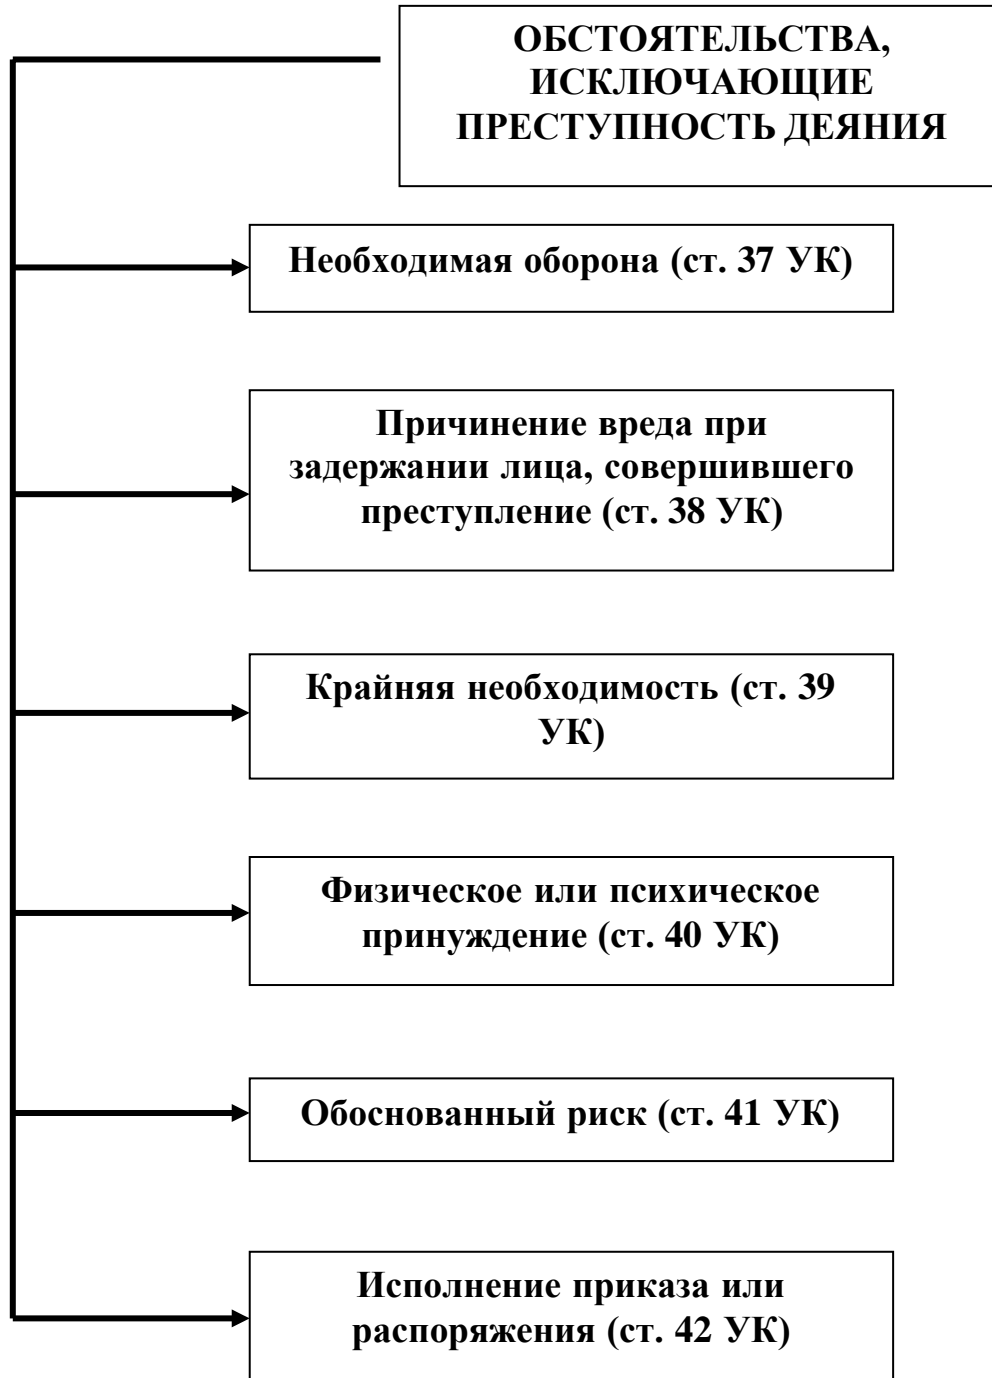 ОБСТОЯТЕЛЬСТВА,
ИСКЛЮЧАЮЩИЕ
ПРЕСТУПНОСТЬ ДЕЯНИЯ
Необходимая оборона (ст. 37 УК)
Причинение вреда при
задержании лица, совершившего
преступление (ст. 38 УК)
Крайняя необходимость (ст. 39
УК)
Физическое или психическое
принуждение (ст. 40 УК)
Обоснованный риск (ст. 41 УК)
Исполнение приказа или
распоряжения (ст. 42 УК)